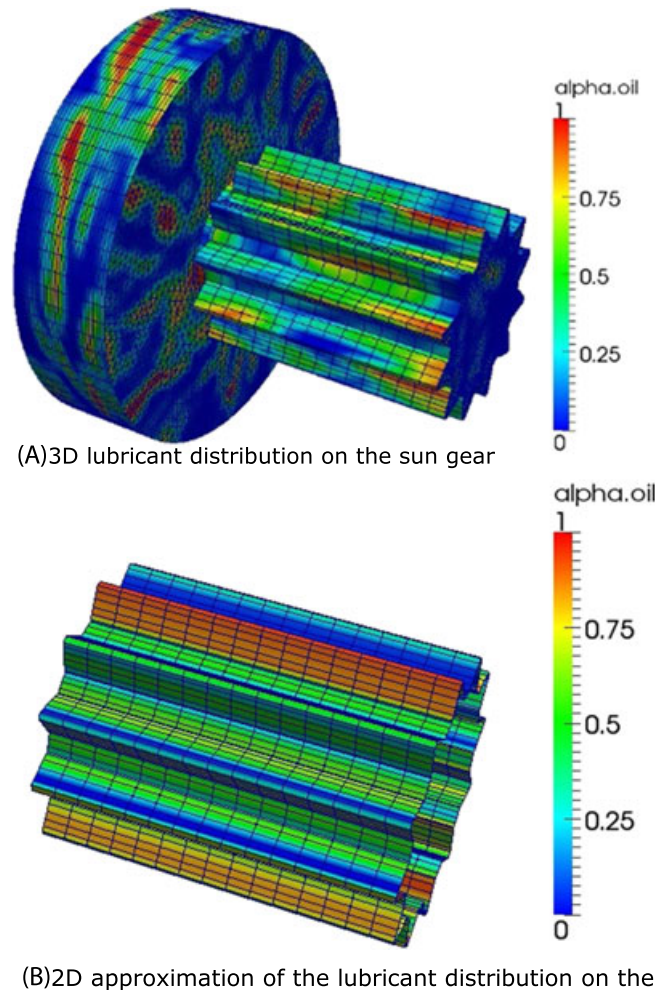 alpha.oil
1
0.75
0.5
0.25
0
(A)3D lubricant distribution on the sun gear
alpha.oil
1
0.75
0.5
0.25
0
(B)2D approximation of the lubricant distribution on the